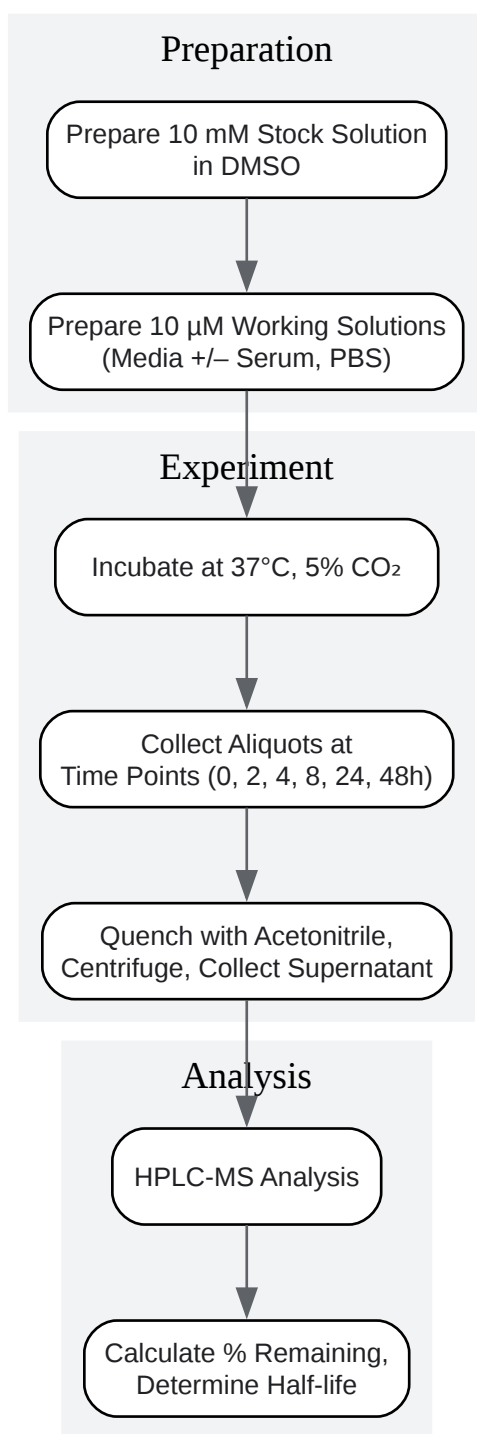 Preparation
Prepare 10 mM Stock Solution
in DMSO
Prepare 10 µM Working Solutions
(Media +/– Serum, PBS)
Experiment
Incubate at 37°C, 5% CO₂
Collect Aliquots at
Time Points (0, 2, 4, 8, 24, 48h)
Quench with Acetonitrile,
Centrifuge, Collect Supernatant
Analysis
HPLC-MS Analysis
Calculate % Remaining,
Determine Half-life